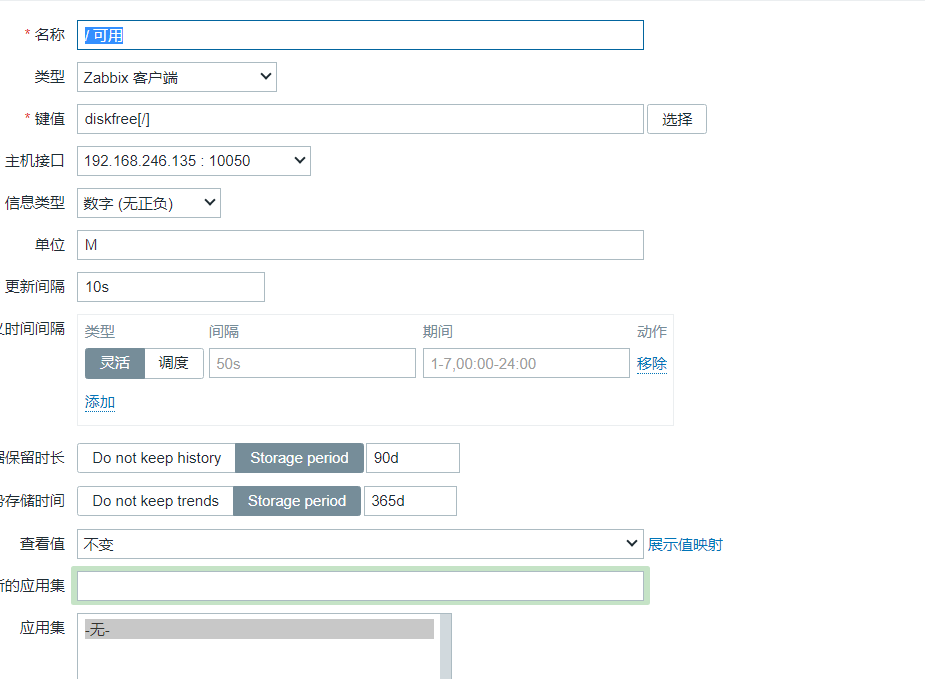 * 名称 / 可用
类型 Zabbix 客户端
* 键值 diskfree[/] 选择
主机接口 192.168.246.135 : 10050
信息类型 数字 (无正负)
单位 M
更新间隔 10s
时间间隔 类型 间隔 期间 动作
灵活 调度 50s 1-7,00:00-24:00 移除
添加
保留时长 Do not keep history Storage period 90d
存储时间 Do not keep trends Storage period 365d
查看值 不变 展示值映射
的应用集
应用集 -无-